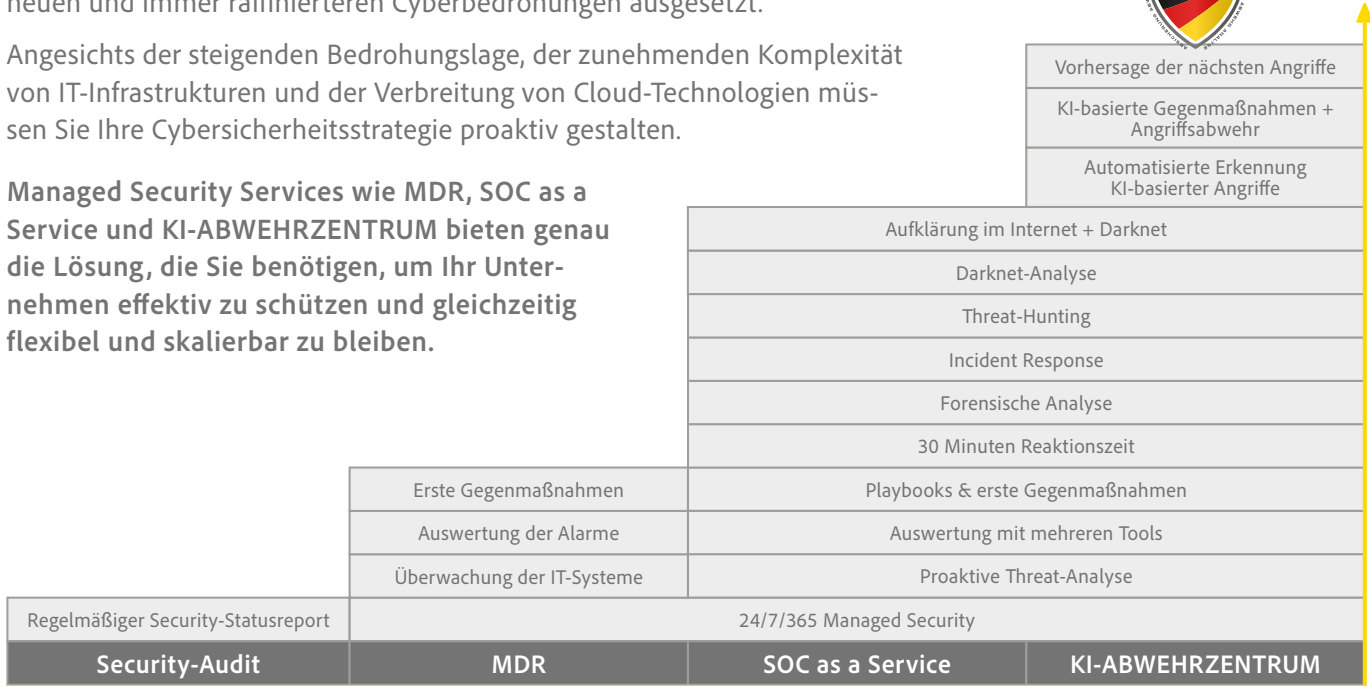 neuen und immer raffinierteren Cyberbedrohungen ausgesetzt.
Angesichts der steigenden Bedrohungslage, der zunehmenden Komplexität
von IT-Infrastrukturen und der Verbreitung von Cloud-Technologien müs-
sen Sie Ihre Cybersicherheitsstrategie proaktiv gestalten.
Managed Security Services wie MDR, SOC as a
Service und KI-ABWEHRZENTRUM bieten genau
die Lösung, die Sie benötigen, um Ihr Unter-
nehmen effektiv zu schützen und gleichzeitig
flexibel und skalierbar zu bleiben.
Vorhersage der nächsten Angriffe
KI-basierte Gegenmaßnahmen +
Angriffsabwehr
Automatisierte Erkennung
KI-basierter Angriffe
Aufklärung im Internet + Darknet
Darknet-Analyse
Threat-Hunting
Incident Response
Forensische Analyse
30 Minuten Reaktionszeit
Erste Gegenmaßnahmen
Playbooks & erste Gegenmaßnahmen
Auswertung der Alarme
Auswertung mit mehreren Tools
Überwachung der IT-Systeme
Proaktive Threat-Analyse
Regelmäßiger Security-Statusreport
24/7/365 Managed Security
Security-Audit
MDR
SOC as a Service
KI-ABWEHRZENTRUM